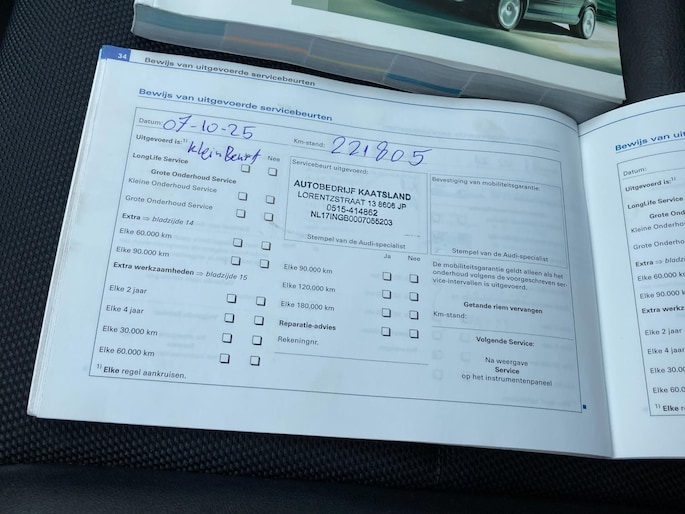 34 Bewijs van uitgevoerde servicebeurten
Bewijs van uitgevoerde servicebeurten
Datum: 07-10-25 Km-stand: 221805
Uitgevoerd is:¹⁾ Klein Beurt Nee
LongLife Service
Grote Onderhoud Service
Kleine Onderhoud Service
Grote Onderhoud Service
Extra ⇒ bladzijde 14
Elke 60.000 km
Elke 90.000 km
Extra werkzaamheden ⇒ bladzijde 15
Elke 2 jaar
Elke 4 jaar
Elke 30.000 km
Elke 60.000 km
¹⁾ Elke regel aankruisen.
Servicebeurt uitgevoerd:
AUTOBEDRIJF KAATSLAND
LORENTZSTRAAT 13 8606 JP
0515-414862
NL17INGB0007055203
Stempel van de Audi-specialist
Ja Nee
Elke 90.000 km
Elke 120.000 km
Elke 180.000 km
Reparatie-advies
Rekeningnr.
Bevestiging van mobiliteitsgarantie:
Stempel van de Audi-specialist
De mobiliteitsgarantie geldt alleen als het
onderhoud volgens de voorgeschreven ser-
vice-intervallen is uitgevoerd.
Getande riem vervangen
Km-stand:
Volgende Service:
Na weergave
Service
op het instrumentenpaneel
Bewijs van uit
Datum:
Uitgevoerd is:¹⁾
LongLife Service
Grote Onde
Kleine Onderh
Grote Onderho
Extra ⇒ bladz
Elke 60.000 k
Elke 90.000
Extra werkz
Elke 2 jaar
Elke 4 jaar
Elke 30.00
Elke 60.0
¹⁾ Elke r